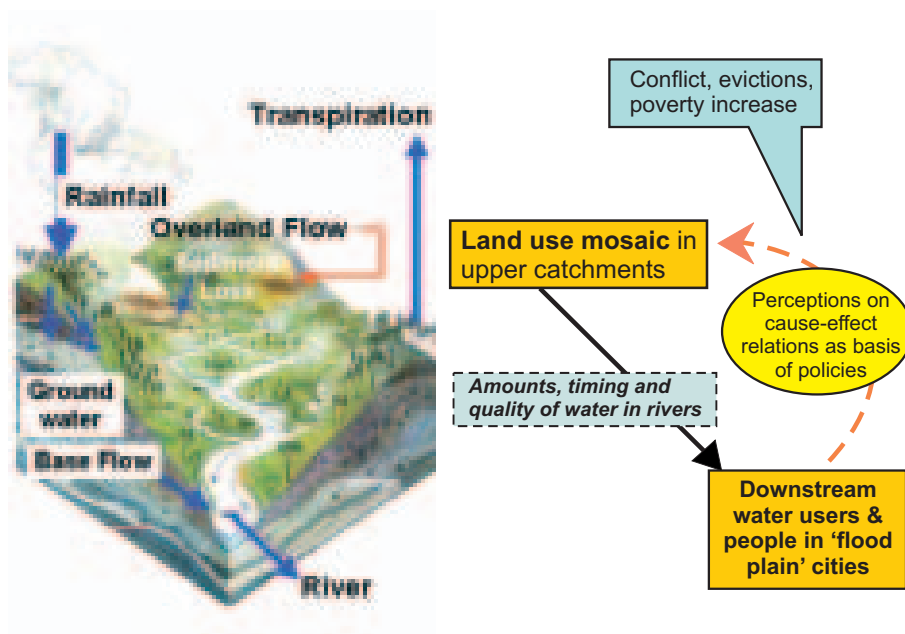 Transpiration
Rainfall
Overland Flow
Ground
water
Base Flow
River
Conflict, evictions,
poverty increase
Land use mosaic in
upper catchments
Perceptions on
cause-effect
relations as basis
of policies
Amounts, timing and
quality of water in rivers
Downstream
water users &
people in ‘flood
plain’ cities